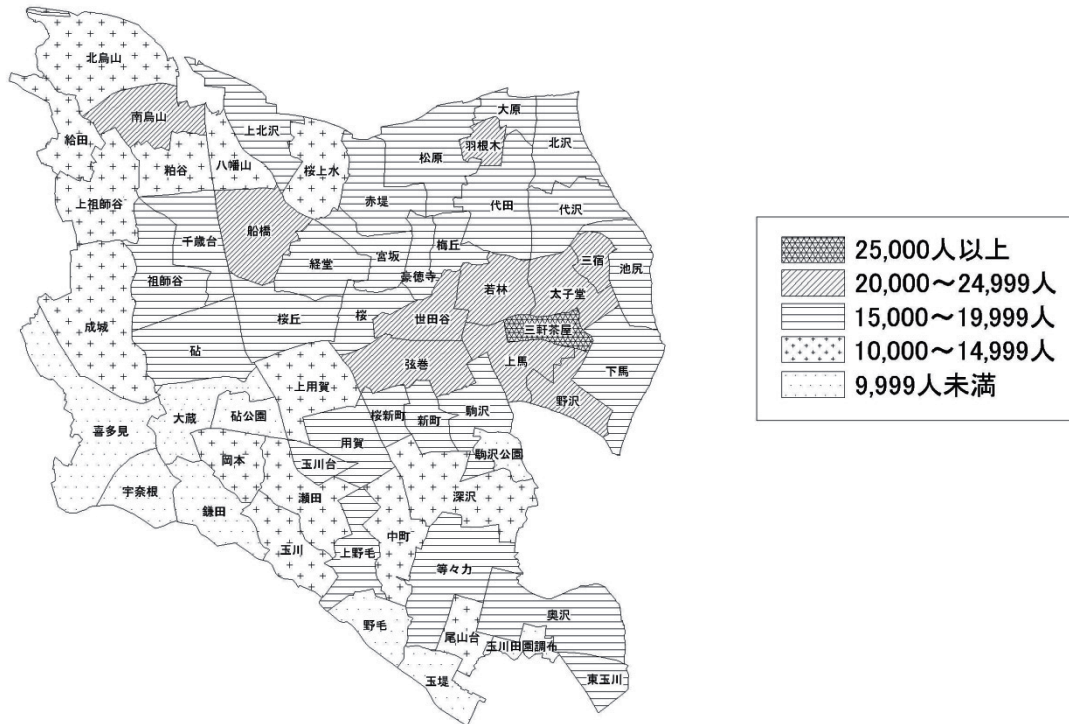 北烏山
南烏山
給田
粕谷
八幡山
上北沢
桜上水
大原
羽根木
北沢
松原
上祖師谷
千歳台
船橋
赤堤
代田
代沢
宮坂
梅丘
経堂
豪徳寺
三宿
池尻
祖師谷
若林
太子堂
成城
桜丘
桜
世田谷
三軒茶屋
砧
弦巻
上馬
下馬
上用賀
野沢
大蔵
砧公園
桜新町
新町
駒沢
喜多見
用賀
駒沢公園
岡本
玉川台
宇奈根
鎌田
瀬田
深沢
中町
玉川
上野毛
等々力
野毛
尾山台
奥沢
玉川田園調布
玉堤
東玉川
25,000人以上
20,000～24,999人
15,000～19,999人
10,000～14,999人
9,999人未満